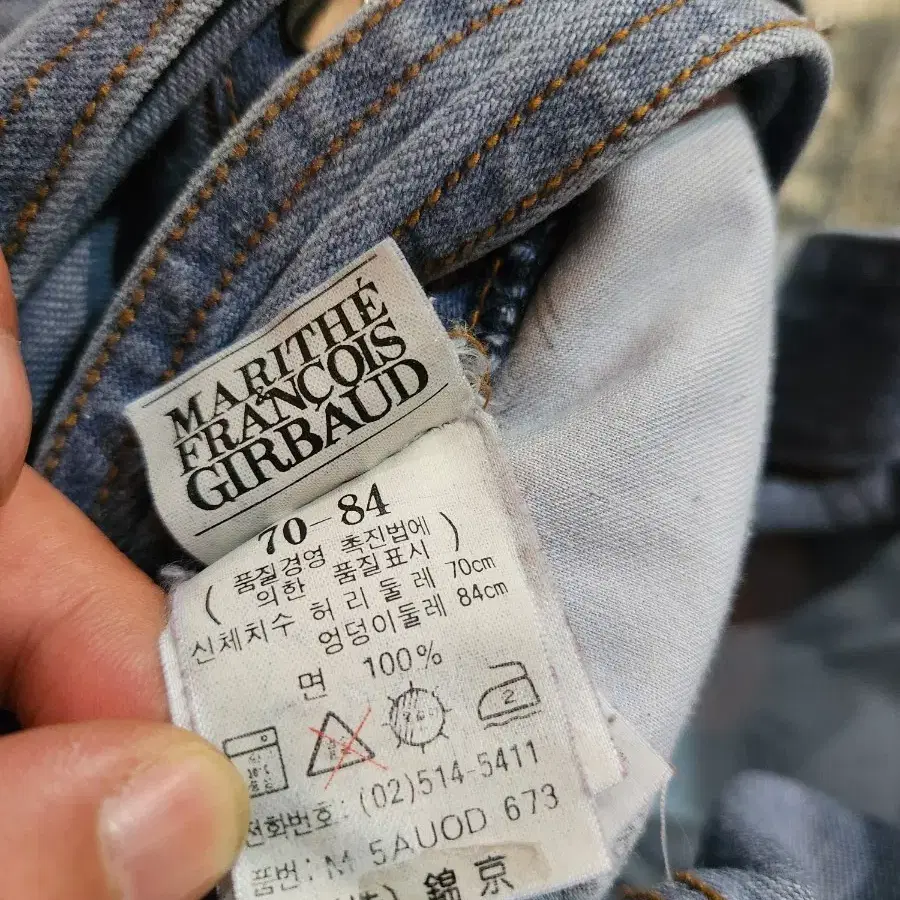 MARITHÉ
&
FRANÇOIS
GIRBAUD
70-84
( 품질경영 촉진법에 )
( 의한 품질표시 )
신체치수 허리둘레 70cm
엉덩이둘레 84cm
면 100%
2
전화번호: (02)514-5411
품번: M 5AUOD 673
錦京